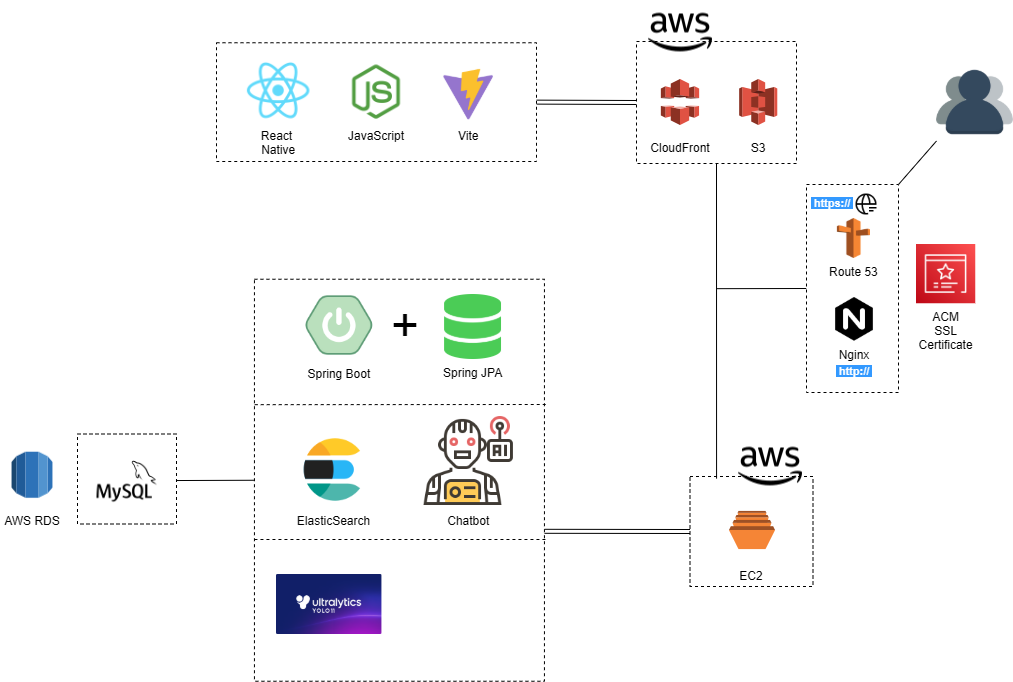 aws
React
Native
JavaScript
Vite
CloudFront
S3
https://
Route 53
Nginx
http://
ACM
SSL
Certificate
Spring Boot
+
Spring JPA
ElasticSearch
AI
Chatbot
AWS RDS
MySQL
aws
EC2
ultralytics
YOLO11
JS
N